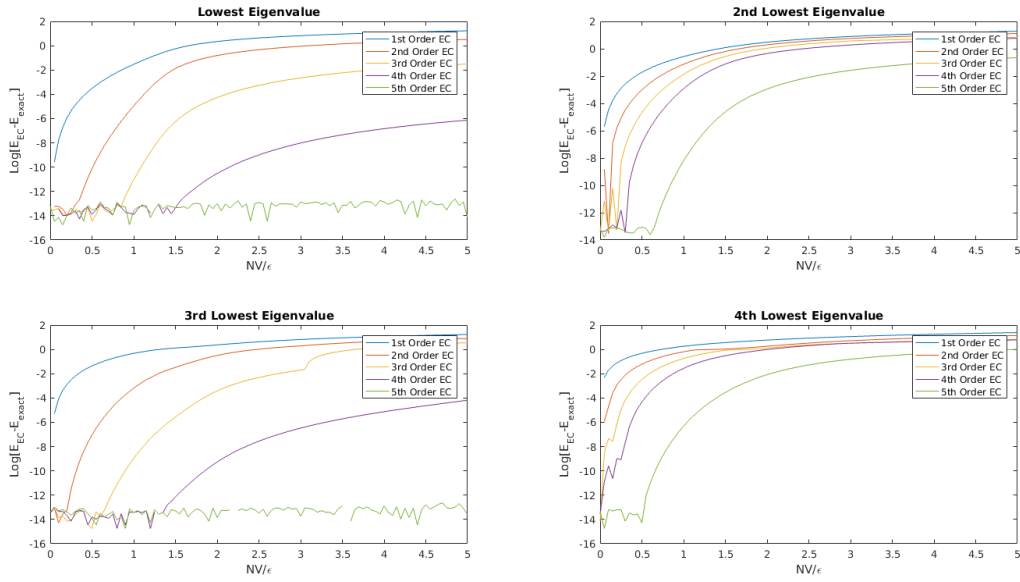 Lowest Eigenvalue
2
0
-2
-4
-6
-8
-10
-12
-14
-16
Log[E_EC-E_exact]
0
0.5
1
1.5
2
2.5
3
3.5
4
4.5
5
NV/ϵ
1st Order EC
2nd Order EC
3rd Order EC
4th Order EC
5th Order EC
2nd Lowest Eigenvalue
2
0
-2
-4
-6
-8
-10
-12
-14
Log[E_EC-E_exact]
0
0.5
1
1.5
2
2.5
3
3.5
4
4.5
5
NV/ϵ
1st Order EC
2nd Order EC
3rd Order EC
4th Order EC
5th Order EC
3rd Lowest Eigenvalue
2
0
-2
-4
-6
-8
-10
-12
-14
-16
Log[E_EC-E_exact]
0
0.5
1
1.5
2
2.5
3
3.5
4
4.5
5
NV/ϵ
1st Order EC
2nd Order EC
3rd Order EC
4th Order EC
5th Order EC
4th Lowest Eigenvalue
2
0
-2
-4
-6
-8
-10
-12
-14
-16
Log[E_EC-E_exact]
0
0.5
1
1.5
2
2.5
3
3.5
4
4.5
5
NV/ϵ
1st Order EC
2nd Order EC
3rd Order EC
4th Order EC
5th Order EC